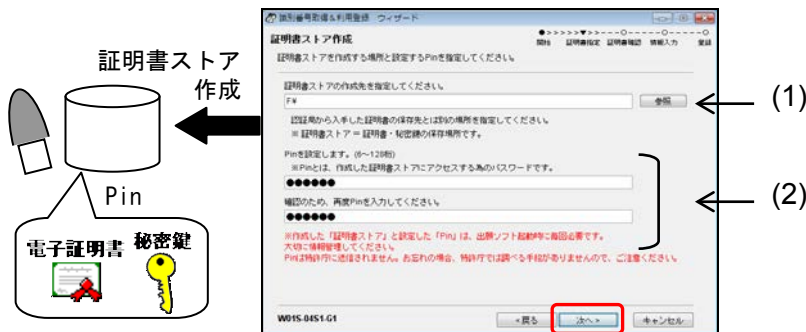 証明書ストア
作成
Pin
電子証明書
秘密鍵
識別番号取得&利用登録 ウィザード
証明書ストア作成
●>>>>>▼>>---○-----○-----○
開始 証明書指定 証明書確認 情報入力 登録
証明書ストアを作成する場所と設定するPinを指定してください。
証明書ストアの作成先を指定してください。
F¥
参照
認証局から入手した証明書の保存先とは別の場所を指定してください。
※ 証明書ストア = 証明書・秘密鍵の保存場所です。
Pinを設定します。(6~128桁)
※Pinとは、作成した証明書ストアにアクセスする為のパスワードです。
●●●●●●
確認のため、再度Pinを入力してください。
●●●●●●
※作成した「証明書ストア」と設定した「Pin」は、出願ソフト起動時に毎回必要です。
大切に情報管理してください。
Pinは特許庁に送信されません。お忘れの場合、特許庁では調べる手段がありませんので、ご注意ください。
W01S-04S1-G1
<戻る
次へ>
キャンセル
(1)
(2)